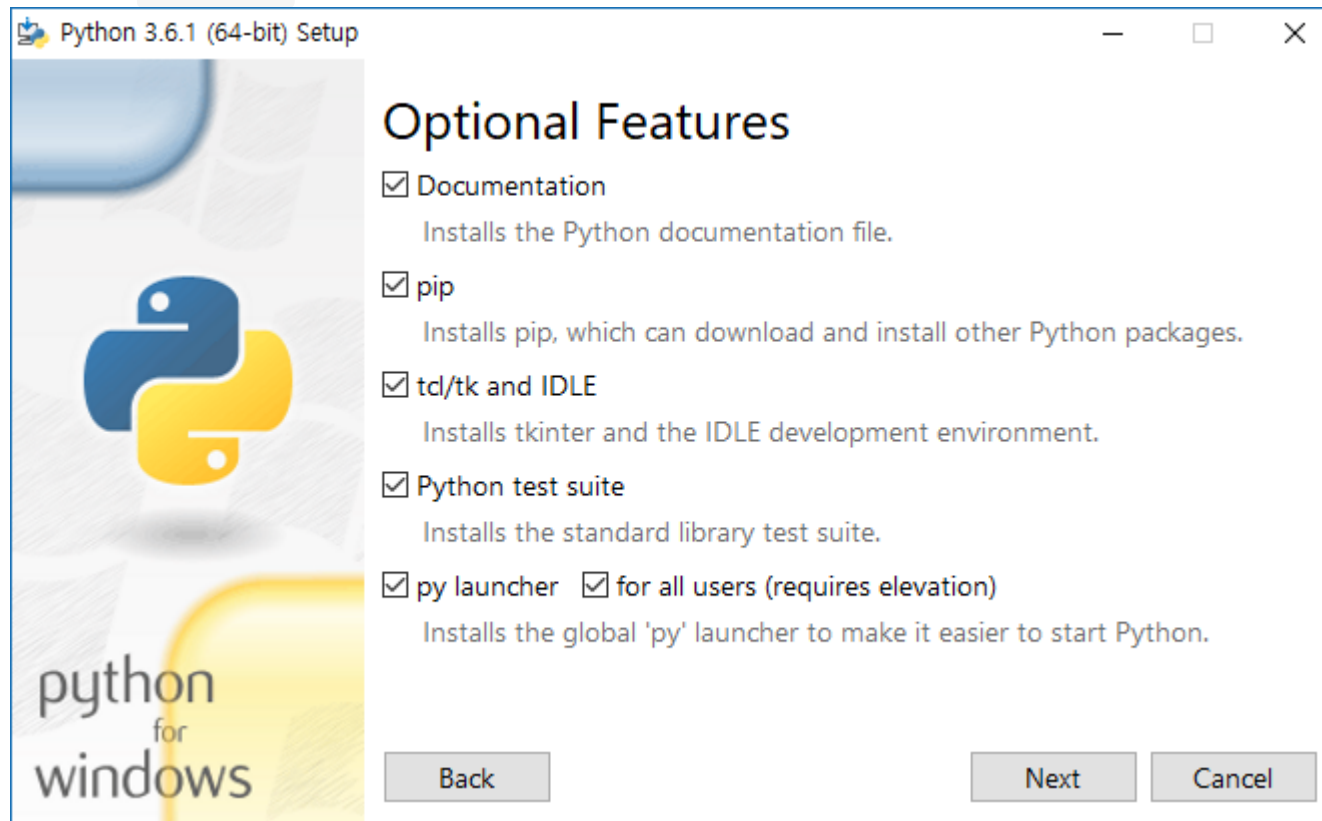 Python 3.6.1 (64-bit) Setup
Optional Features
Documentation
Installs the Python documentation file.
pip
Installs pip, which can download and install other Python packages.
tcl/tk and IDLE
Installs tkinter and the IDLE development environment.
Python test suite
Installs the standard library test suite.
py launcher for all users (requires elevation)
Installs the global 'py' launcher to make it easier to start Python.
python
for
windows
Back Next Cancel